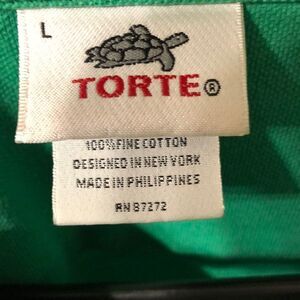 L
TORTE®
100% FINE COTTON
DESIGNED IN NEW YORK
MADE IN PHILIPPINES
RN 87272